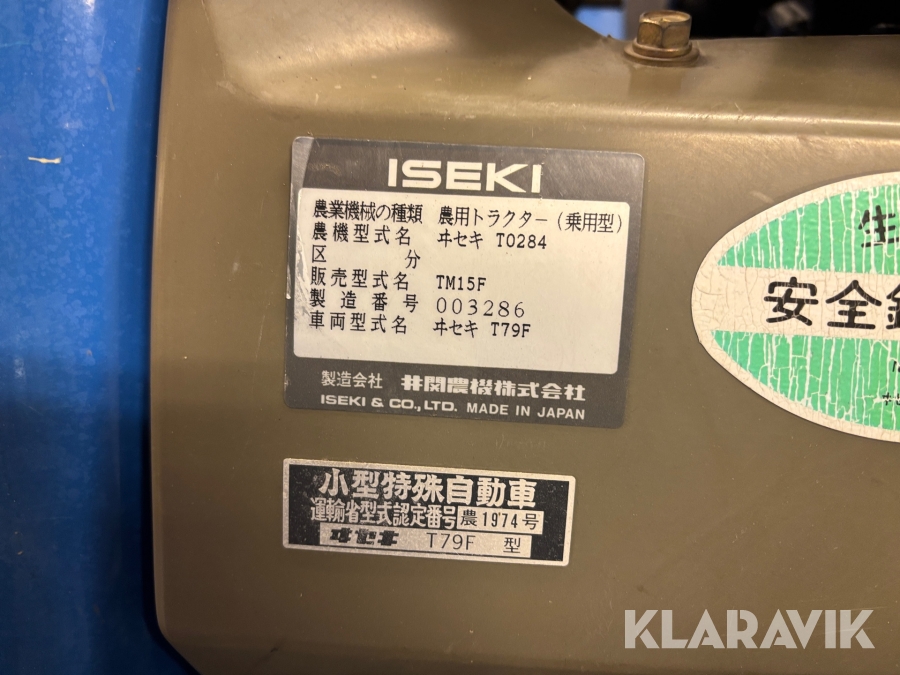 ISEKI
農業機械の種類 農用トラクター(乗用型)
農機型式名 ヰセキ T0284
区分
販売型式名 TM15F
製造番号 003286
車両型式名 ヰセキ T79F
製造会社 井関農機株式会社
ISEKI & CO., LTD. MADE IN JAPAN
小型特殊自動車
運輸省型式認定番号 農1974号
ヰセキ T79F 型
生
安全
KLARAVIK